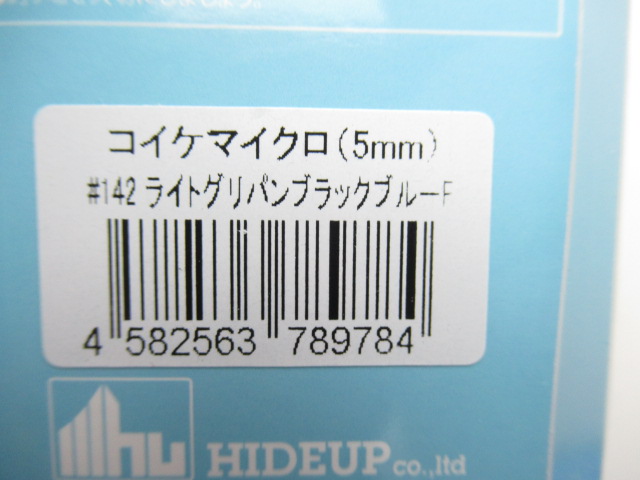 コイケマイクロ(5mm)
#142 ライトグリパンブラックブルーF
4 582563 789784
hu
HIDEUP co.,ltd